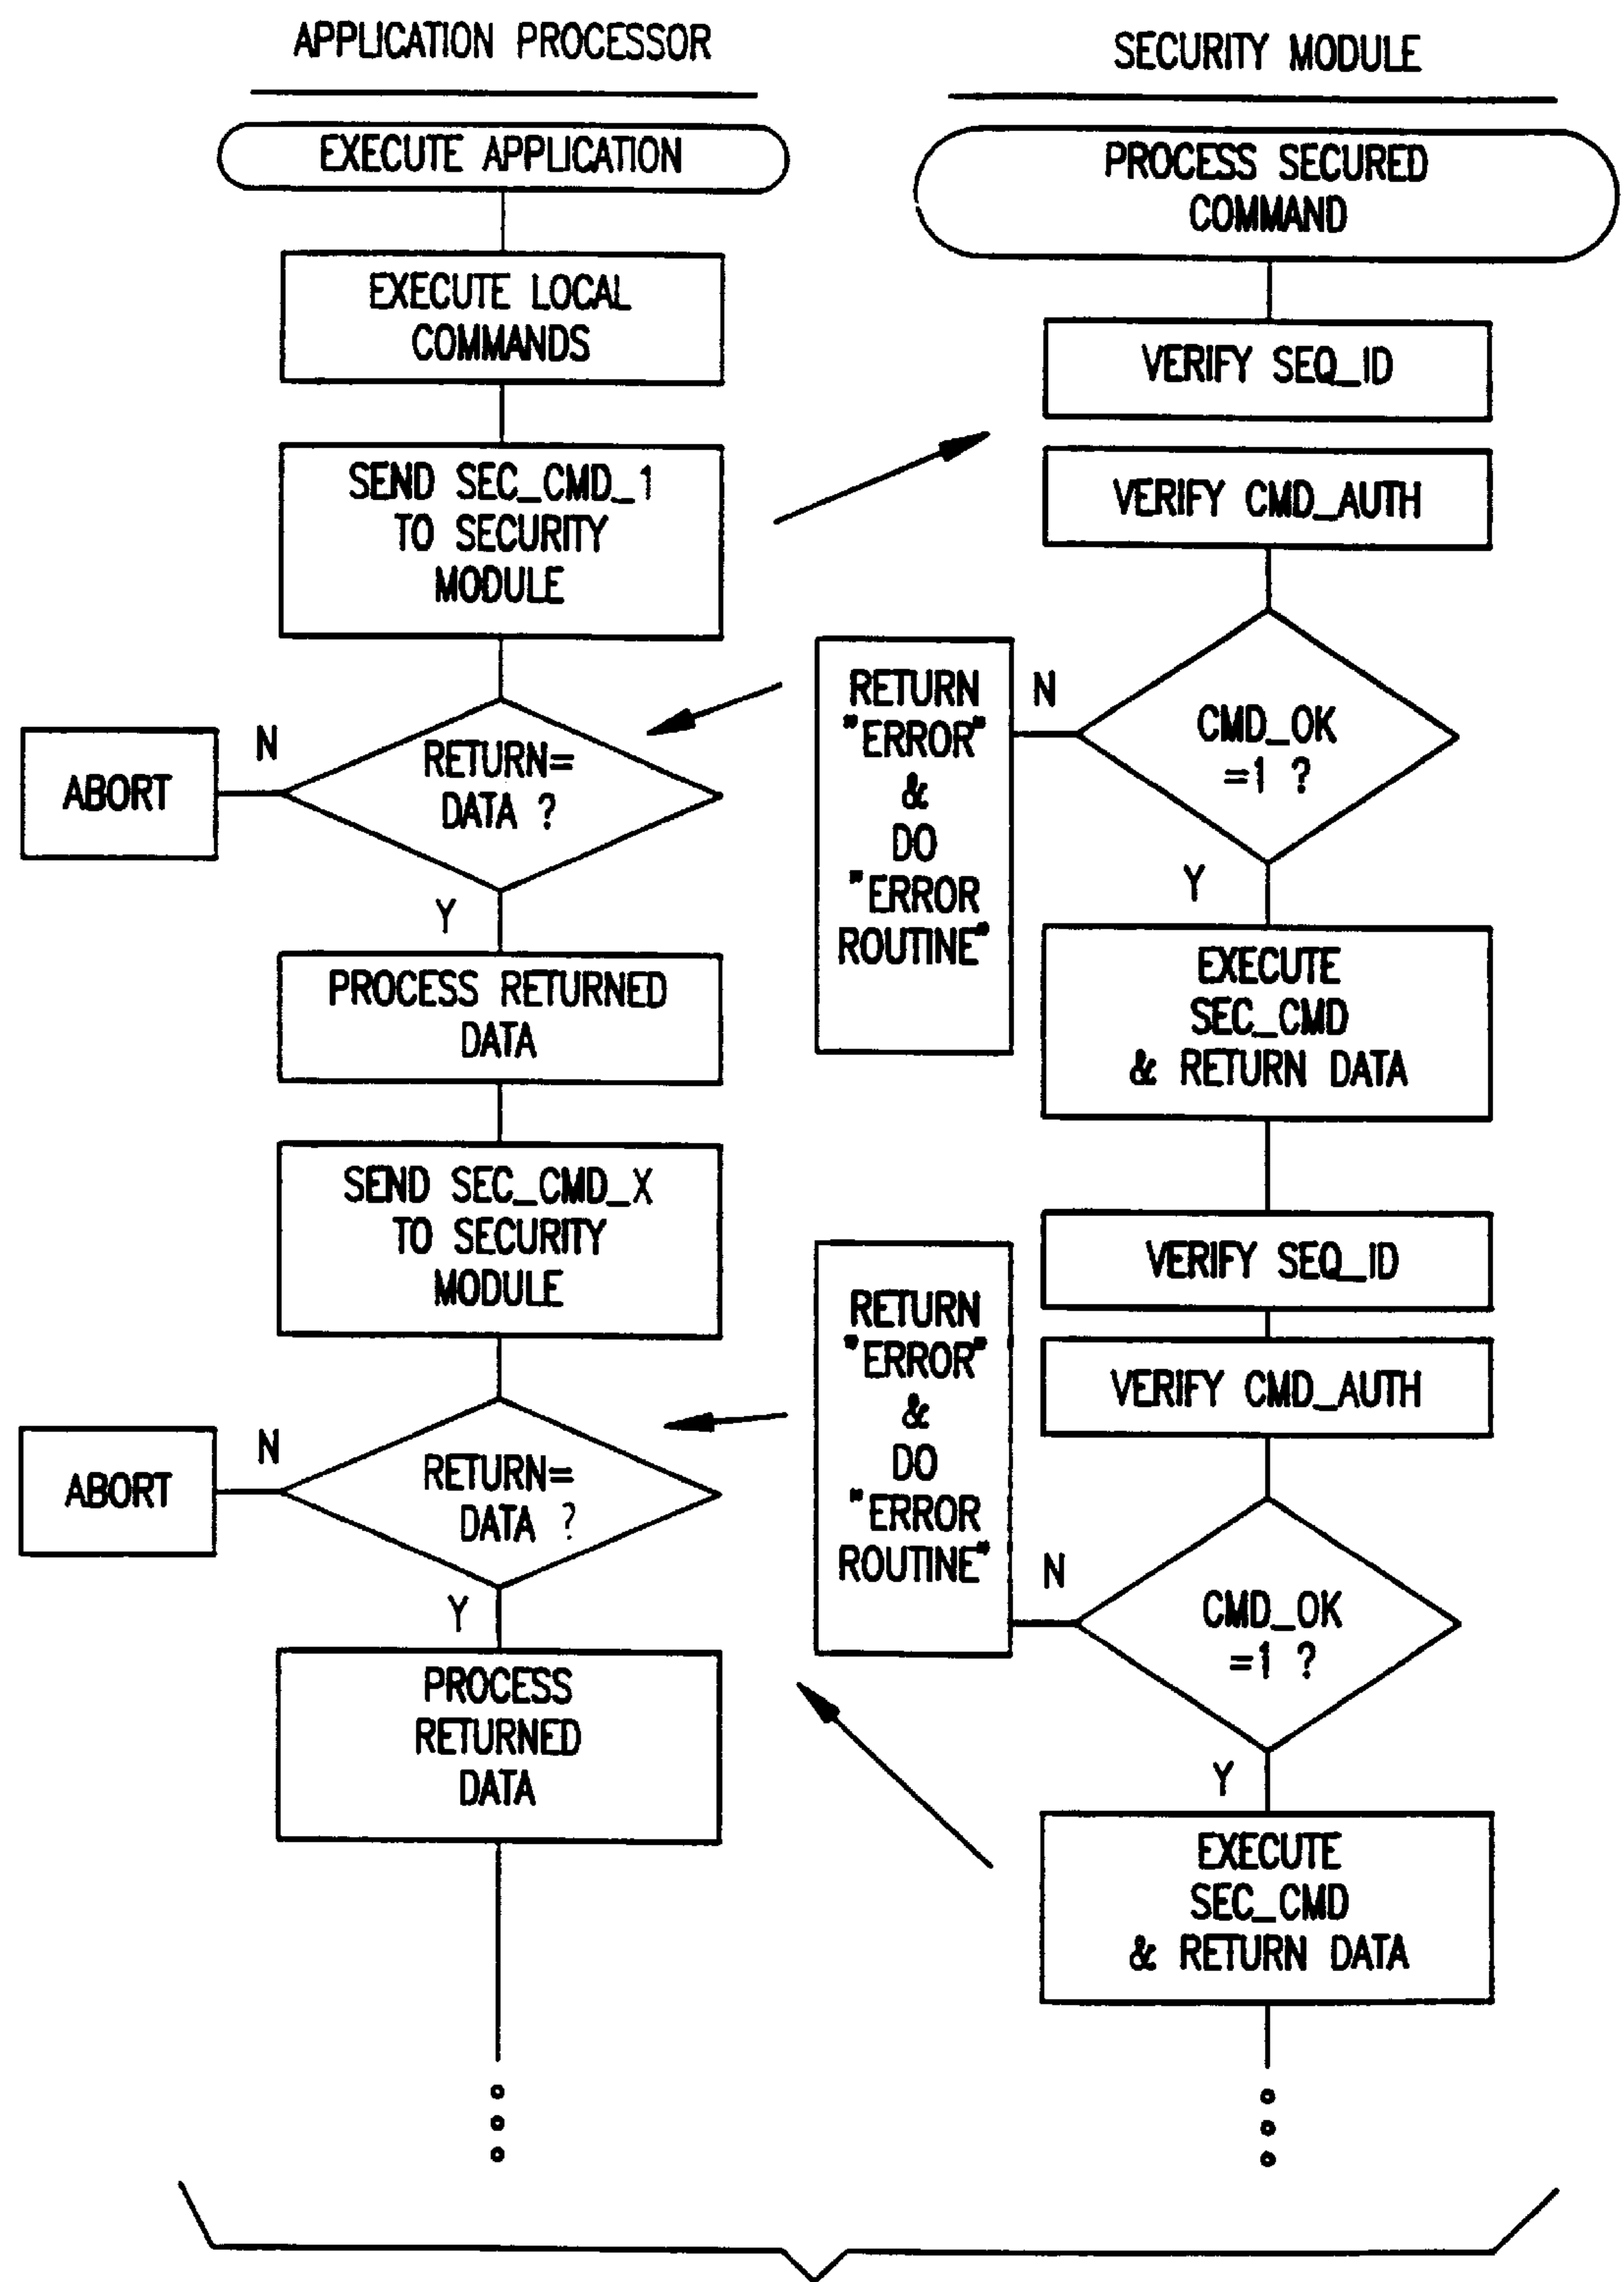 APPLICATION PROCESSOR
EXECUTE APPLICATION
EXECUTE LOCAL
COMMANDS
SEND SEC_CMD_1
TO SECURITY
MODULE
N
RETURN=
DATA ?
ABORT
Y
PROCESS RETURNED
DATA
SEND SEC_CMD_X
TO SECURITY
MODULE
N
RETURN=
DATA ?
ABORT
Y
PROCESS
RETURNED
DATA
SECURITY MODULE
PROCESS SECURED
COMMAND
VERIFY SEQ_ID
VERIFY CMD_AUTH
CMD_OK
=1 ?
N
RETURN
"ERROR"
&
DO
"ERROR
ROUTINE"
Y
EXECUTE
SEC_CMD
& RETURN DATA
VERIFY SEQ_ID
VERIFY CMD_AUTH
CMD_OK
=1 ?
N
RETURN
"ERROR"
&
DO
"ERROR
ROUTINE"
Y
EXECUTE
SEC_CMD
& RETURN DATA